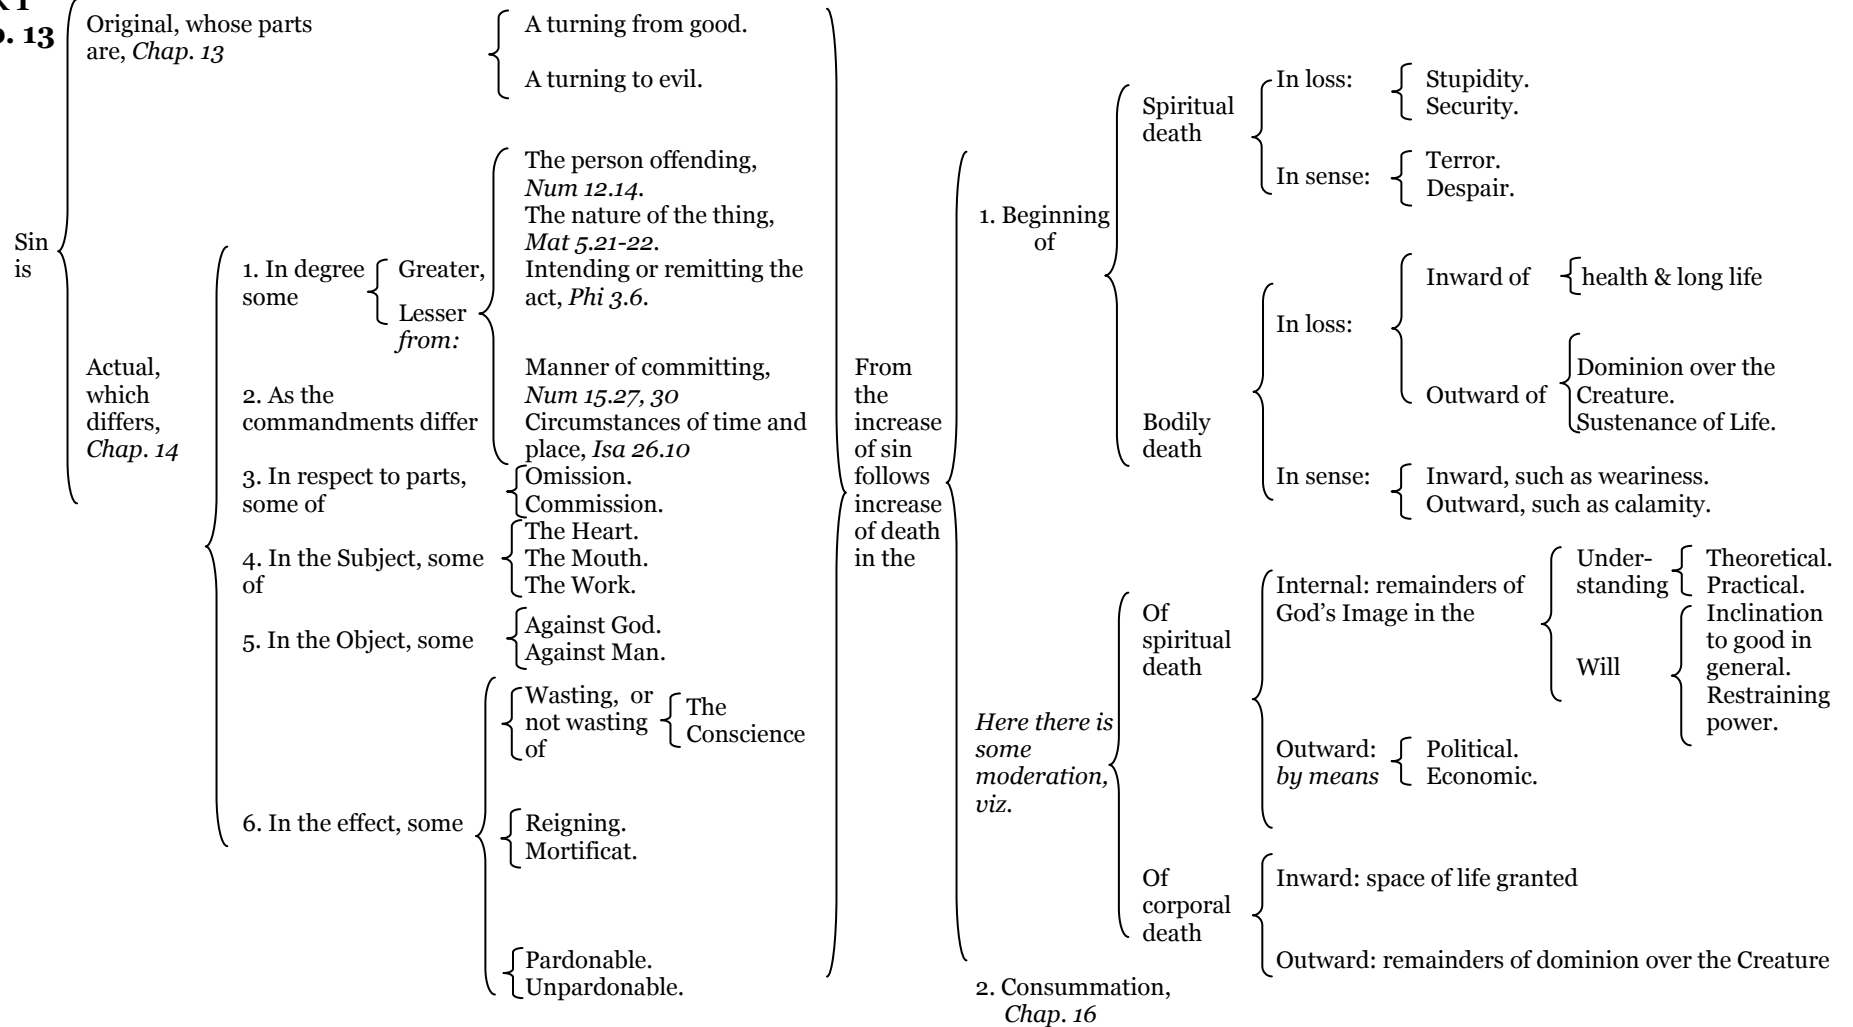 p. 13
Original, whose parts
are, Chap. 13
A turning from good.
A turning to evil.
Sin
is
Actual,
which
differs,
Chap. 14
1. In degree
some
Greater,
Lesser
from:
The person offending,
Num 12.14.
The nature of the thing,
Mat 5.21-22.
Intending or remitting the
act, Phi 3.6.
Manner of committing,
Num 15.27, 30
Circumstances of time and
place, Isa 26.10
2. As the
commandments differ
3. In respect to parts,
some of
Omission.
Commission.
4. In the Subject, some
of
The Heart.
The Mouth.
The Work.
5. In the Object, some
Against God.
Against Man.
6. In the effect, some
Wasting, or
not wasting
of
The
Conscience
Reigning.
Mortificat.
Pardonable.
Unpardonable.
From
the
increase
of sin
follows
increase
of death
in the
1. Beginning
of
Spiritual
death
In loss:
Stupidity.
Security.
In sense:
Terror.
Despair.
Bodily
death
In loss:
Inward of
health & long life
Outward of
Dominion over the
Creature.
Sustenance of Life.
In sense:
Inward, such as weariness.
Outward, such as calamity.
Here there is
some
moderation,
viz.
Of
spiritual
death
Internal: remainders of
God’s Image in the
Under-
standing
Theoretical.
Practical.
Will
Inclination
to good in
general.
Restraining
power.
Outward:
by means
Political.
Economic.
Of
corporal
death
Inward: space of life granted
Outward: remainders of dominion over the Creature
2. Consummation,
Chap. 16